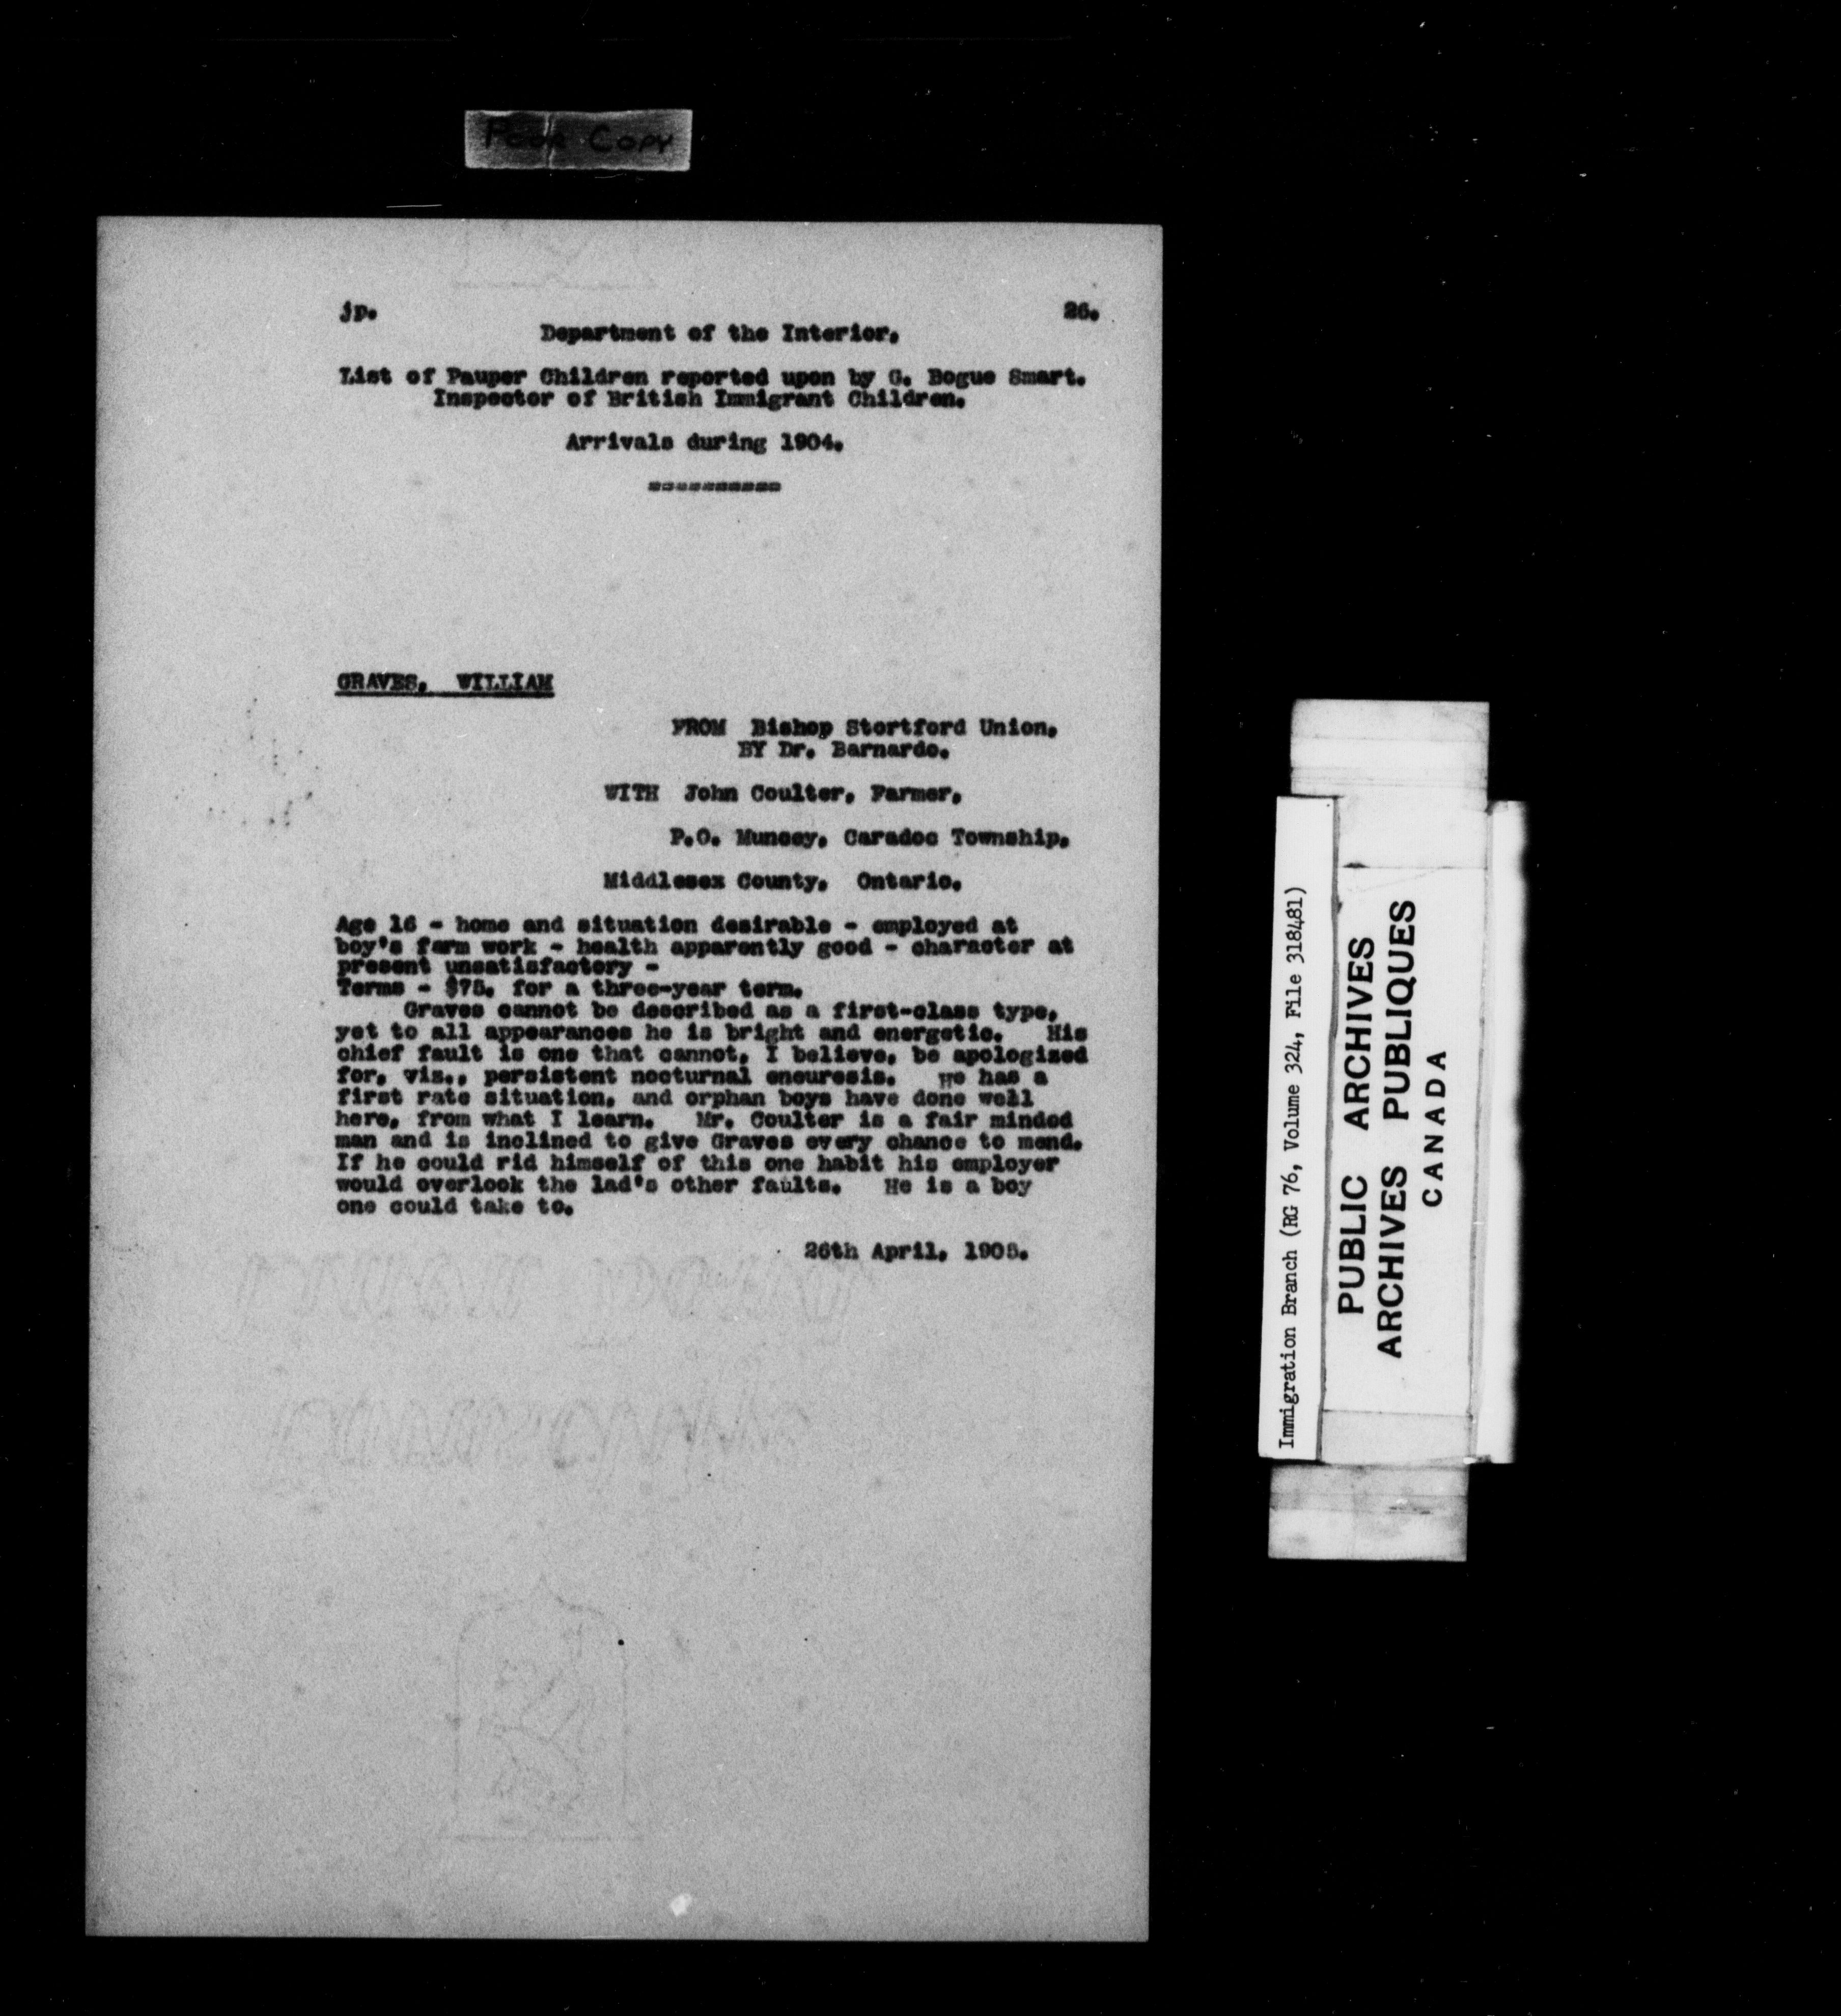 Poor Copy
jp.
26.
Department of the Interior.
List of Pauper Children reported upon by G. Bogue Smart.
Inspector of British Immigrant Children.
Arrivals during 1904.
==========
GRAVES, WILLIAM
FROM Bishop Stortford Union.
BY Dr. Barnardo.
WITH John Coulter, Farmer,
P.O. Muncey, Caradoc Township,
Middlesex County, Ontario.
Age 16 - home and situation desirable - employed at
boy's farm work - health apparently good - character at
present unsatisfactory -
Terms - $75. for a three-year term.
Graves cannot be described as a first-class type,
yet to all appearances he is bright and energetic. His
chief fault is one that cannot, I believe, be apologized
for, viz., persistent nocturnal eneuresis. He has a
first rate situation, and orphan boys have done well
here, from what I learn. Mr. Coulter is a fair minded
man and is inclined to give Graves every chance to mend.
If he could rid himself of this one habit his employer
would overlook the lad's other faults. He is a boy
one could take to.
26th April, 1905.
Immigration Branch (RG 76, Volume 324, File 318481)
PUBLIC ARCHIVES
ARCHIVES PUBLIQUES
CANADA